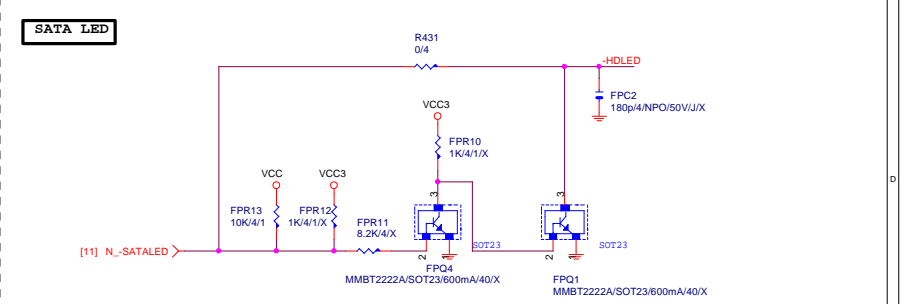 SATA LED
R431
0/4
-HDLED
FPC2
180p/4/NPO/50V/J/X
VCC3
FPR10
1K/4/1/X
VCC
VCC3
3
3
D
FPR13
10K/4/1
FPR12
1K/4/1/X
FPR11
8.2K/4/X
SOT23
SOT23
[11] N_-SATALED
2
1
2
1
FPQ4
MMBT2222A/SOT23/600mA/40/X
FPQ1
MMBT2222A/SOT23/600mA/40/X